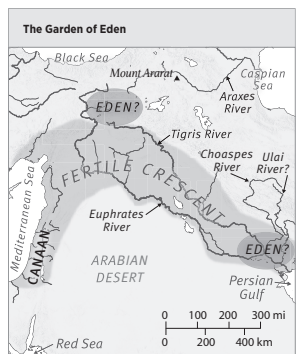 The Garden of Eden
Black Sea
Mount Ararat
Caspian
Sea
Araxes
River
EDEN?
Tigris River
Choaspes
River
Ulai
River?
FERTILE CRESCENT
Mediterranean Sea
CANAAN
Euphrates
River
EDEN?
ARABIAN
DESERT
Persian
Gulf
Red Sea
0 100 200 300 mi
0 200 400 km